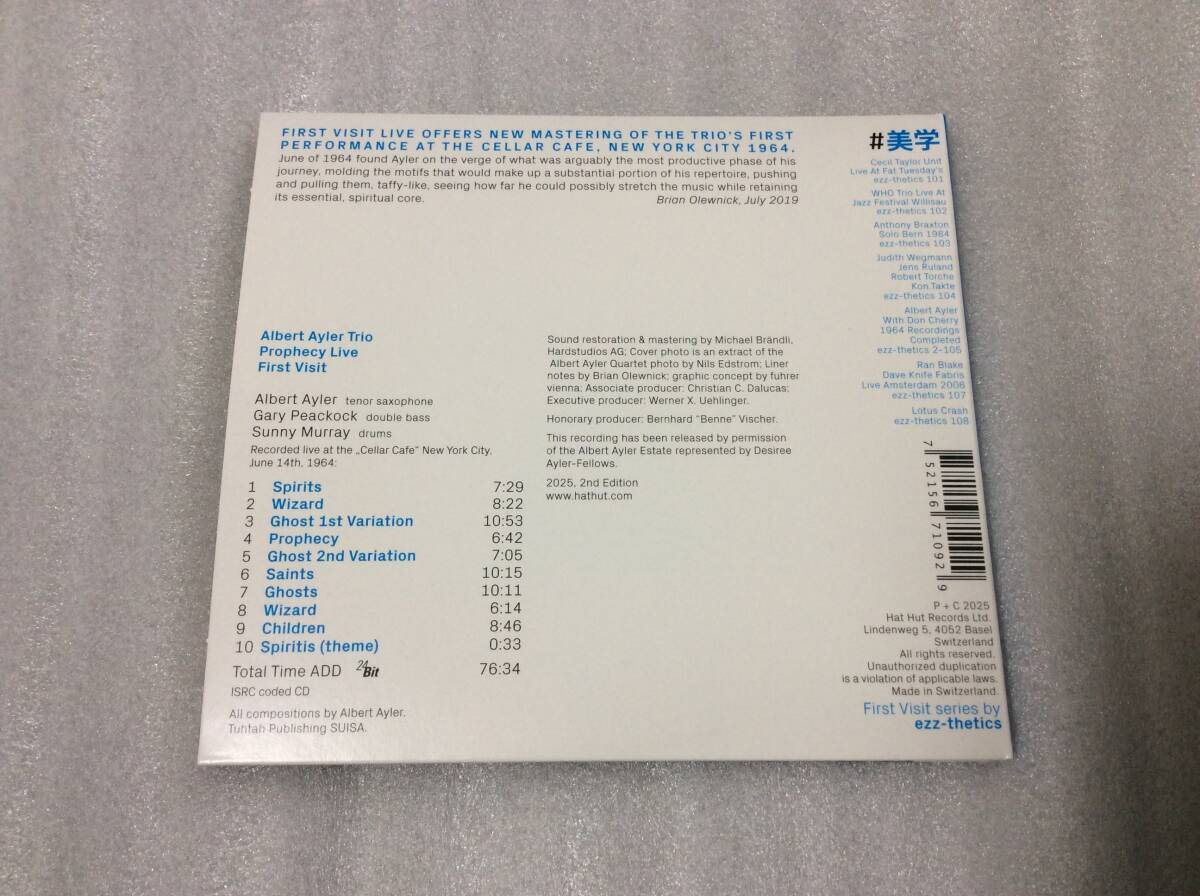 FIRST VISIT LIVE OFFERS NEW MASTERING OF THE TRIO'S FIRST
PERFORMANCE AT THE CELLAR CAFE, NEW YORK CITY 1964.
June of 1964 found Ayler on the verge of what was arguably the most productive phase of his
journey, molding the motifs that would make up a substantial portion of his repertoire, pushing
and pulling them, taffy-like, seeing how far he could possibly stretch the music while retaining
its essential, spiritual core. Brian Olewnick, July 2019
Albert Ayler Trio
Prophecy Live
First Visit
Albert Ayler tenor saxophone
Gary Peackock double bass
Sunny Murray drums
Recorded live at the „Cellar Cafe" New York City,
June 14th, 1964:
1 Spirits 7:29
2 Wizard 8:22
3 Ghost 1st Variation 10:53
4 Prophecy 6:42
5 Ghost 2nd Variation 7:05
6 Saints 10:15
7 Ghosts 10:11
8 Wizard 6:14
9 Children 8:46
10 Spiritis (theme) 0:33
Total Time ADD 24 Bit 76:34
ISRC coded CD
All compositions by Albert Ayler.
Tuhtah Publishing SUISA.
Sound restoration & mastering by Michael Brändli,
Hardstudios AG; Cover photo is an extract of the
Albert Ayler Quartet photo by Nils Edstrom; Liner
notes by Brian Olewnick; graphic concept by fuhrer
vienna; Associate producer: Christian C. Dalucas;
Executive producer: Werner X. Uehlinger.
Honorary producer: Bernhard "Benne" Vischer.
This recording has been released by permission
of the Albert Ayler Estate represented by Desiree
Ayler-Fellows.
2025, 2nd Edition
www.hathut.com
#美学
Cecil Taylor Unit
Live At Fat Tuesday's
ezz-thetics 101
WHO Trio Live At
Jazz Festival Willisau
ezz-thetics 102
Anthony Braxton
Solo Bern 1984
ezz-thetics 103
Judith Wegmann
Jens Ruland
Robert Torche
Kon.Takte
ezz-thetics 104
Albert Ayler
With Don Cherry
1964 Recordings
Completed
ezz-thetics 2-105
Ran Blake
Dave Knife Fabris
Live Amsterdam 2006
ezz-thetics 107
Lotus Crash
ezz-thetics 108
7 52156 71092 9
P + C 2025
Hat Hut Records Ltd.
Lindenweg 5, 4052 Basel
Switzerland
All rights reserved.
Unauthorized duplication
is a violation of applicable laws.
Made in Switzerland.
First Visit series by
ezz-thetics